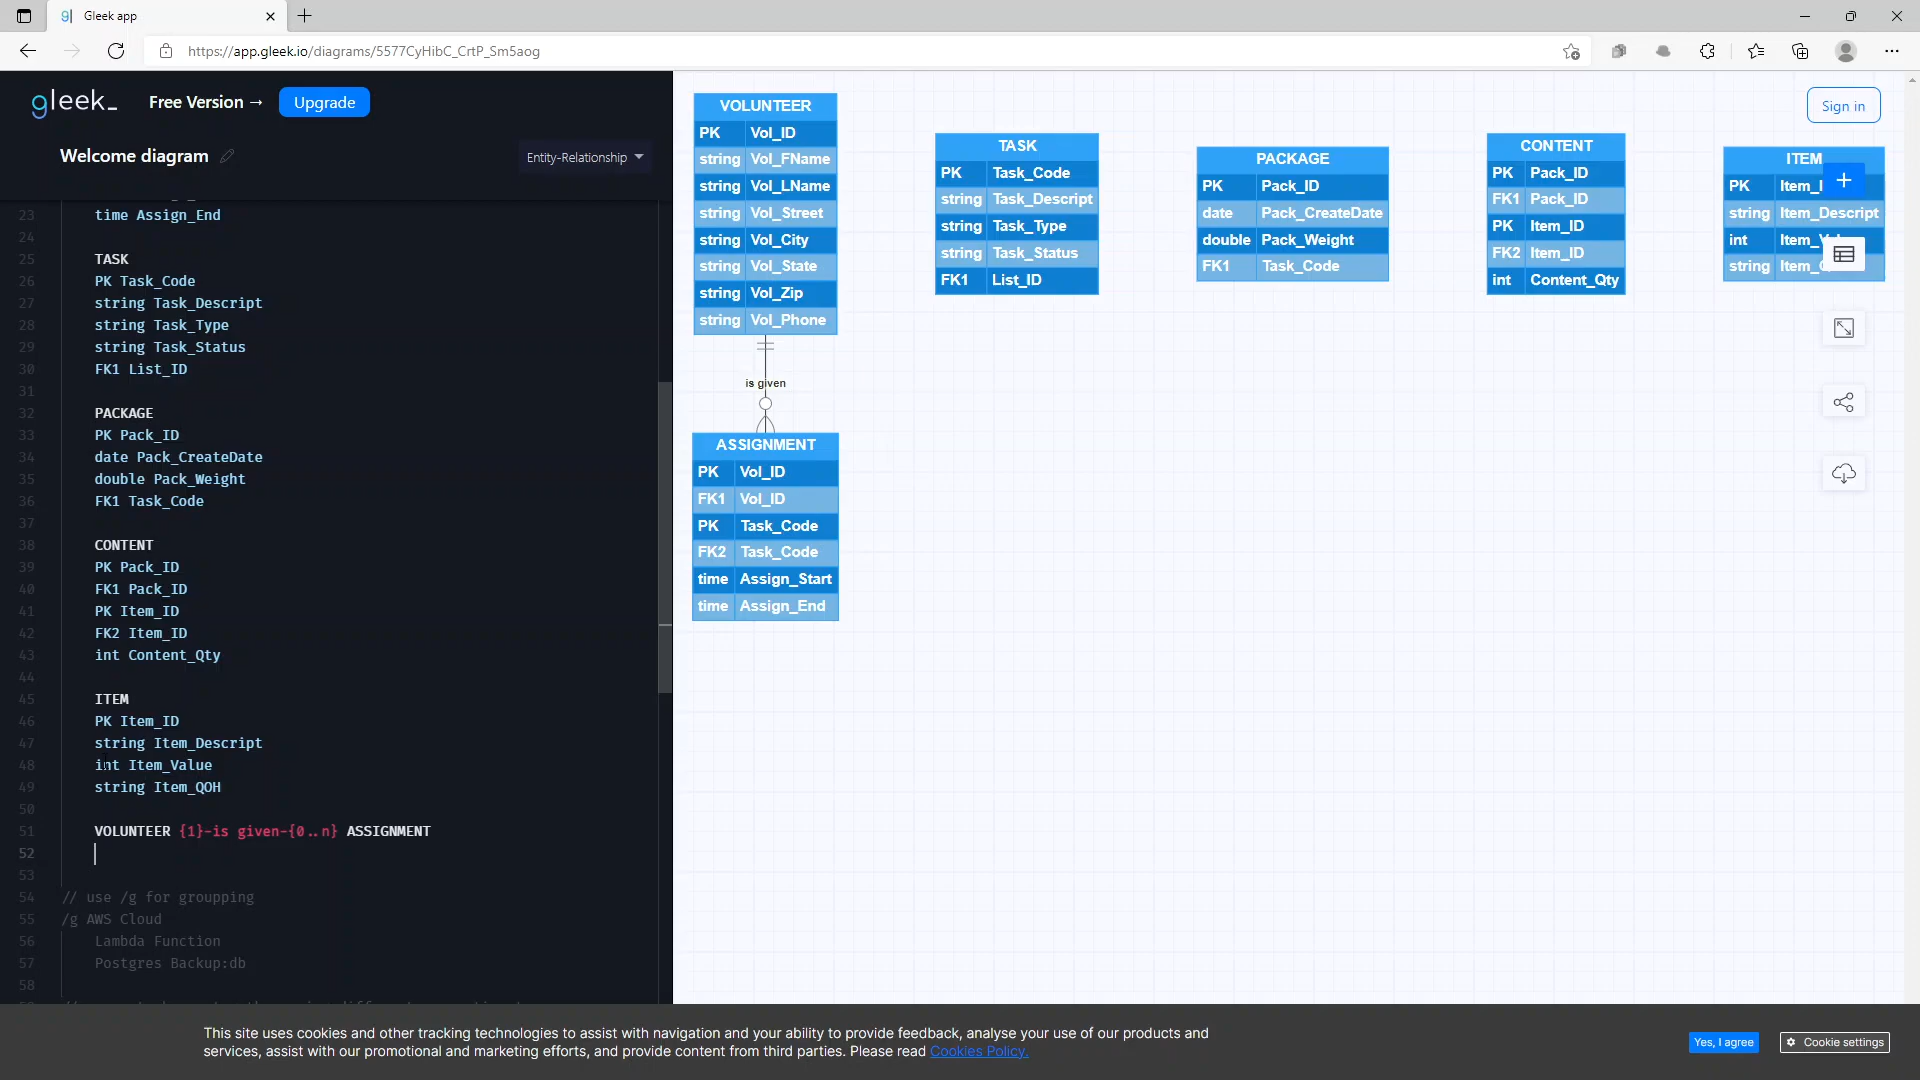 Gleek app
https://app.gleek.io/diagrams/5577CyHibC_CrtP_Sm5aog
gleek_
Free Version →
Upgrade
Welcome diagram
Entity-Relationship
23 time Assign_End
24
25 TASK
26 PK Task_Code
27 string Task_Descript
28 string Task_Type
29 string Task_Status
30 FK1 List_ID
31
32 PACKAGE
33 PK Pack_ID
34 date Pack_CreateDate
35 double Pack_Weight
36 FK1 Task_Code
37
38 CONTENT
39 PK Pack_ID
40 FK1 Pack_ID
41 PK Item_ID
42 FK2 Item_ID
43 int Content_Qty
44
45 ITEM
46 PK Item_ID
47 string Item_Descript
48 int Item_Value
49 string Item_QOH
50
51 VOLUNTEER {1}-is given-{0..n} ASSIGNMENT
52
53
54 // use /g for groupping
55 /g AWS Cloud
56 Lambda Function
57 Postgres Backup:db
58
VOLUNTEER
PK Vol_ID
string Vol_FName
string Vol_LName
string Vol_Street
string Vol_City
string Vol_State
string Vol_Zip
string Vol_Phone
is given
ASSIGNMENT
PK Vol_ID
FK1 Vol_ID
PK Task_Code
FK2 Task_Code
time Assign_Start
time Assign_End
TASK
PK Task_Code
string Task_Descript
string Task_Type
string Task_Status
FK1 List_ID
PACKAGE
PK Pack_ID
date Pack_CreateDate
double Pack_Weight
FK1 Task_Code
CONTENT
PK Pack_ID
FK1 Pack_ID
PK Item_ID
FK2 Item_ID
int Content_Qty
ITEM
PK
string Item_Descript
int
string
Sign in
This site uses cookies and other tracking technologies to assist with navigation and your ability to provide feedback, analyse your use of our products and
services, assist with our promotional and marketing efforts, and provide content from third parties. Please read Cookies Policy.
Yes, I agree
Cookie settings